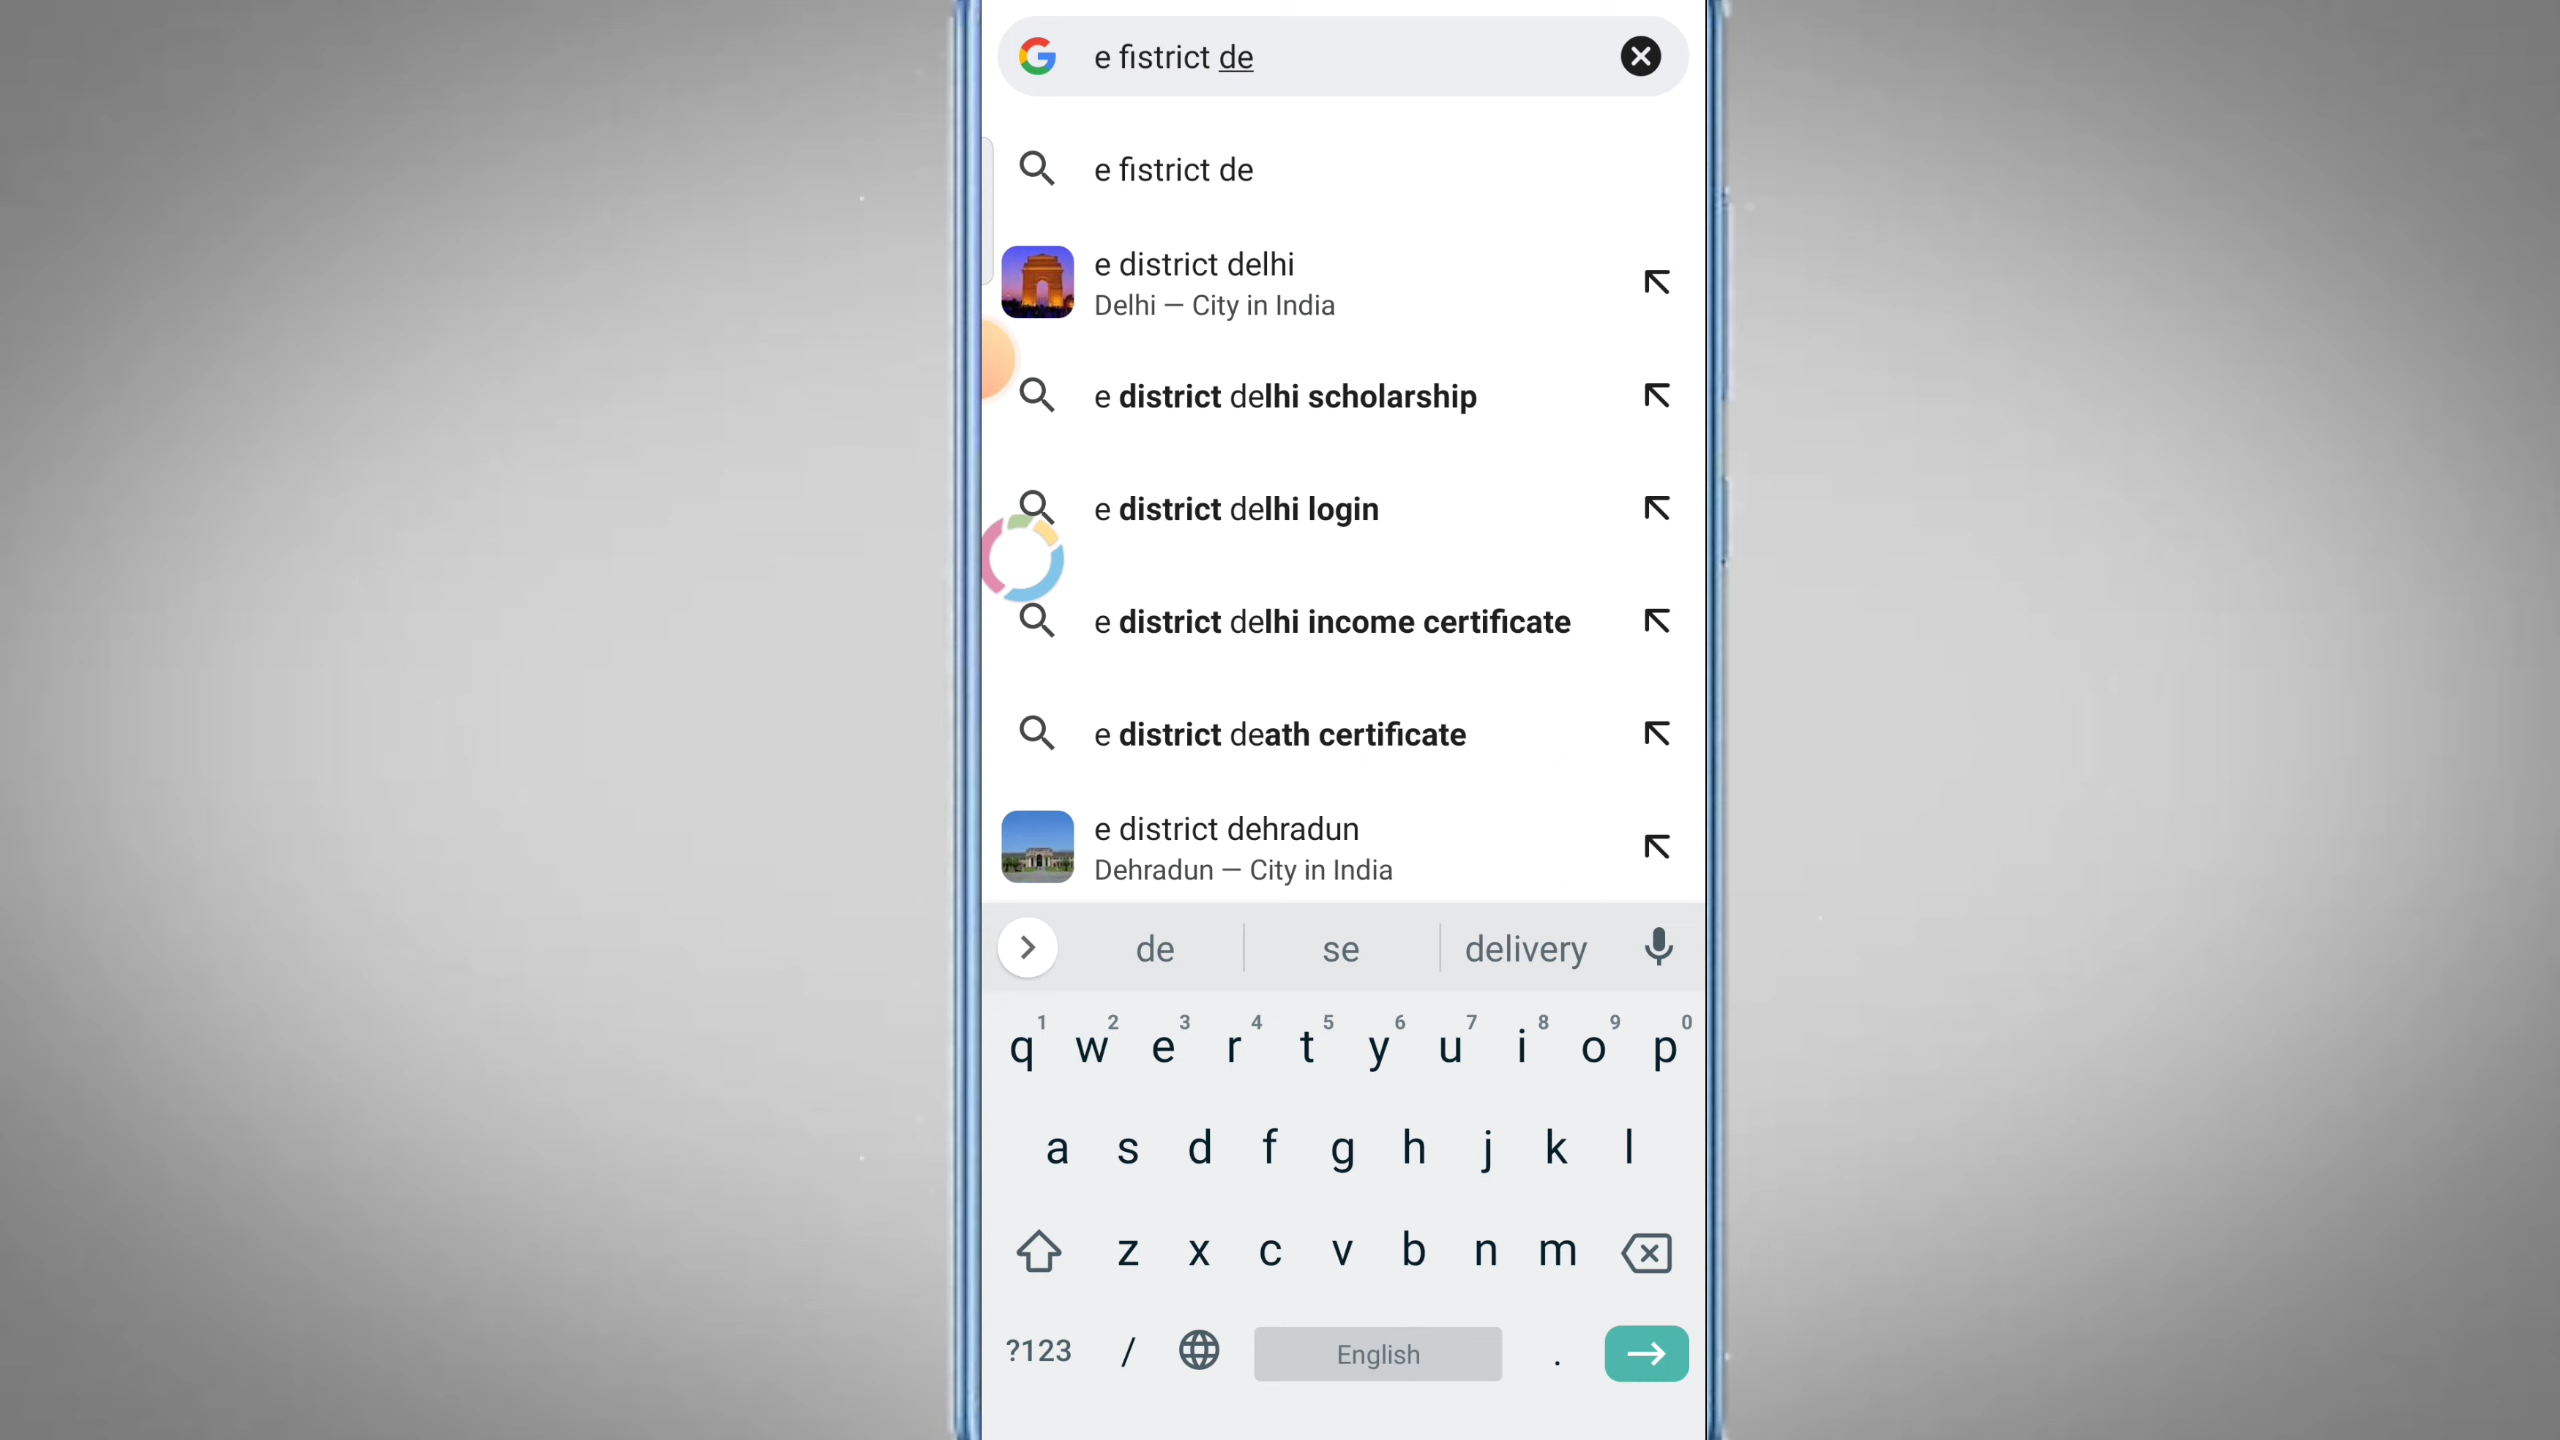 e fistrict de
e fistrict de
e district delhi
Delhi — City in India
e district delhi scholarship
e district delhi login
e district delhi income certificate
e district death certificate
e district dehradun
Dehradun — City in India
de se delivery
1 2 3 4 5 6 7 8 9 0
q w e r t y u i o p
a s d f g h j k l
z x c v b n m
?123 / English .